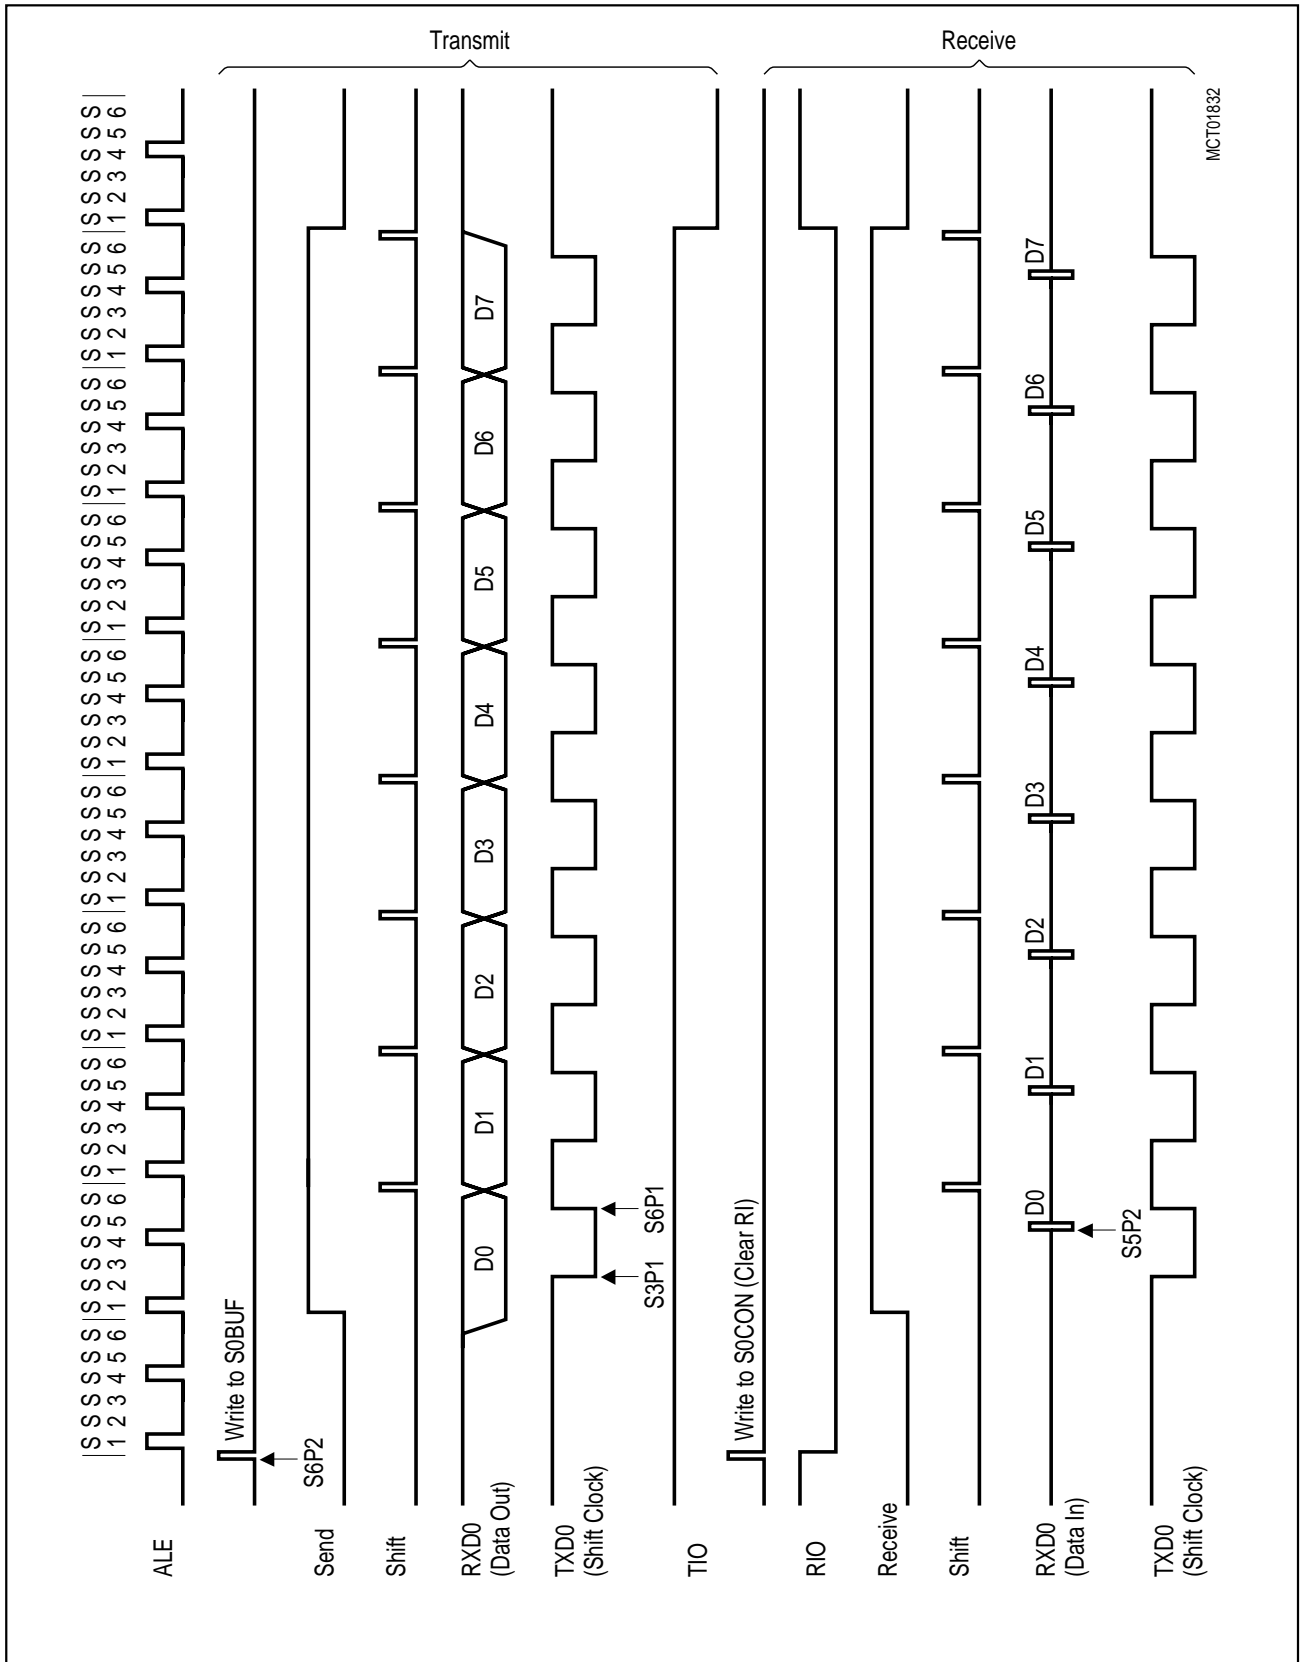 Transmit
Receive
S S S S S S | S S S S S S | S S S S S S | S S S S S S | S S S S S S | S S S S S S | S S S S S S | S S S S S S | S S S S S S | S S S S S S
1 2 3 4 5 6 | 1 2 3 4 5 6 | 1 2 3 4 5 6 | 1 2 3 4 5 6 | 1 2 3 4 5 6 | 1 2 3 4 5 6 | 1 2 3 4 5 6 | 1 2 3 4 5 6 | 1 2 3 4 5 6 | 1 2 3 4 5 6
ALE
Write to S0BUF
S6P2
Send
Shift
RXD0
(Data Out)
D0 D1 D2 D3 D4 D5 D6 D7
TXD0
(Shift Clock)
S3P1 S6P1
TIO
Write to S0CON (Clear RI)
RIO
Receive
Shift
RXD0
(Data In)
D0 D1 D2 D3 D4 D5 D6 D7
S5P2
TXD0
(Shift Clock)
MCT01832